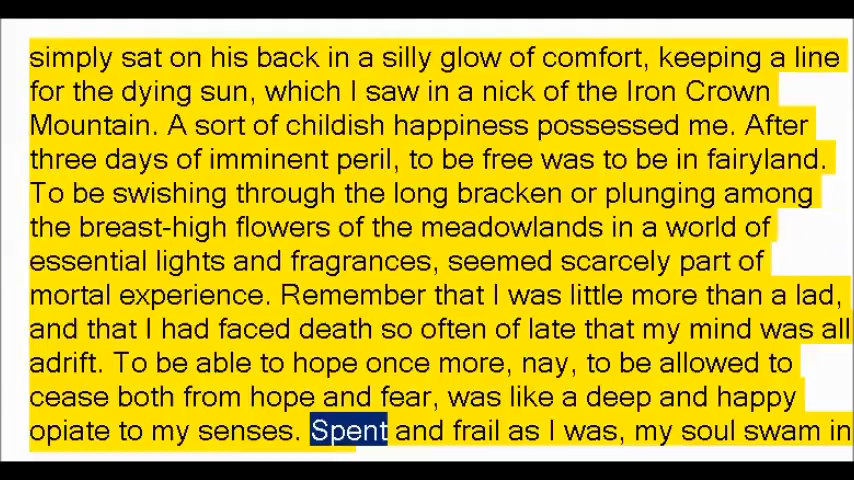 simply sat on his back in a silly glow of comfort, keeping a line
for the dying sun, which I saw in a nick of the Iron Crown
Mountain. A sort of childish happiness possessed me. After
three days of imminent peril, to be free was to be in fairyland.
To be swishing through the long bracken or plunging among
the breast-high flowers of the meadowlands in a world of
essential lights and fragrances, seemed scarcely part of
mortal experience. Remember that I was little more than a lad,
and that I had faced death so often of late that my mind was all
adrift. To be able to hope once more, nay, to be allowed to
cease both from hope and fear, was like a deep and happy
opiate to my senses. Spent and frail as I was, my soul swam in